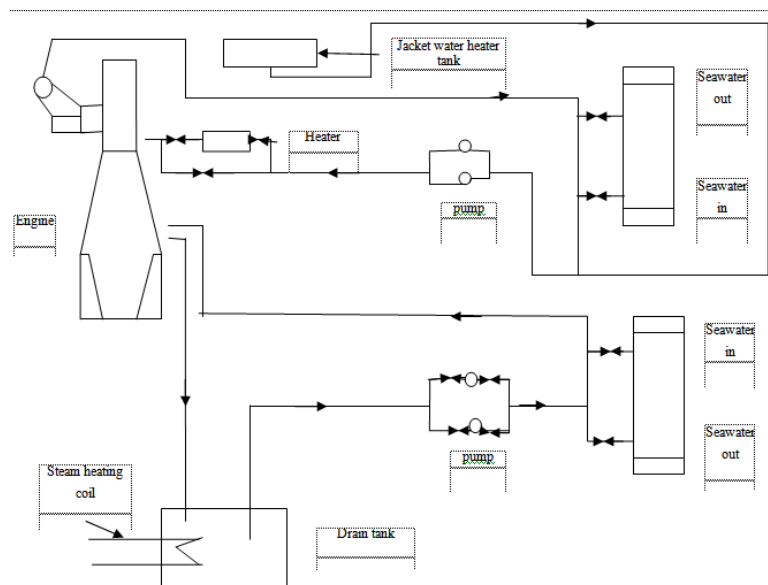 Jacket water heater
tank
Seawater
out
Heater
Seawater
in
pump
Engine
Seawater
in
Seawater
out
pump
Steam heating
coil
Drain tank